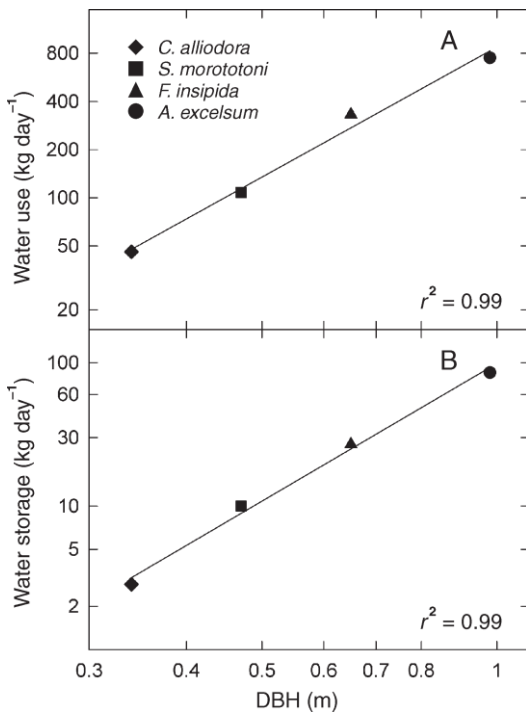 A
C. alliodora
S. morototoni
F. insipida
A. excelsum
800
400
200
100
50
20
Water use (kg day⁻¹)
r² = 0.99
B
100
60
30
10
5
2
Water storage (kg day⁻¹)
r² = 0.99
0.3 0.4 0.5 0.6 0.7 0.8 1
DBH (m)